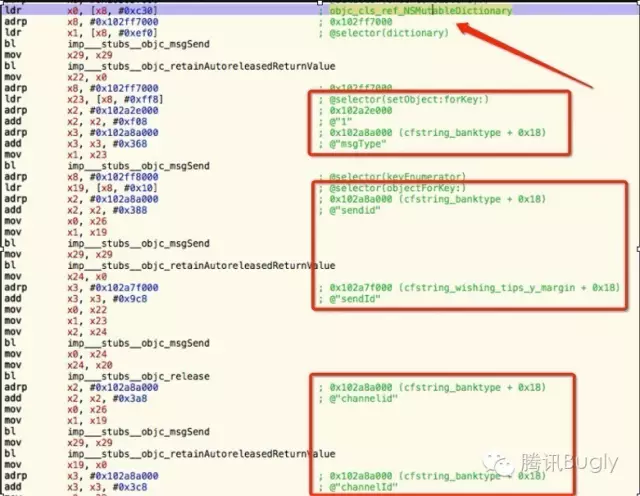 ldr x0, [x8, #0xc30] ; objc_cls_ref_NSMutableDictionary
adrp x8, #0x102ff7000 ; 0x102ff7000
ldr x1, [x8, #0xef0] ; @selector(dictionary)
bl imp___stubs__objc_msgSend
mov x29, x29
bl imp___stubs__objc_retainAutoreleasedReturnValue
mov x22, x0
adrp x8, #0x102ff7000 ; 0x102ff7000
ldr x23, [x8, #0xff8] ; @selector(setObject:forKey:)
adrp x2, #0x102a2e000 ; 0x102a2e000
add x2, x2, #0xf08 ; @"1"
adrp x3, #0x102a8a000 ; 0x102a8a000 (cfstring_banktype + 0x18)
add x3, x3, #0x368 ; @"msgType"
mov x1, x23
bl imp___stubs__objc_msgSend
adrp x8, #0x102ff8000 ; @selector(keyEnumerator)
ldr x19, [x8, #0x10] ; @selector(objectForKey:)
adrp x2, #0x102a8a000 ; 0x102a8a000 (cfstring_banktype + 0x18)
add x2, x2, #0x388 ; @"sendid"
mov x0, x26
mov x1, x19
bl imp___stubs__objc_msgSend
mov x29, x29
bl imp___stubs__objc_retainAutoreleasedReturnValue
mov x24, x0
adrp x3, #0x102a7f000 ; 0x102a7f000 (cfstring_wishing_tips_y_margin + 0x18)
add x3, x3, #0x9c8 ; @"sendId"
mov x0, x22
mov x1, x23
mov x2, x24
bl imp___stubs__objc_msgSend
mov x0, x24
mov x24, x20
bl imp___stubs__objc_release
adrp x2, #0x102a8a000 ; 0x102a8a000 (cfstring_banktype + 0x18)
add x2, x2, #0x3a8 ; @"channelid"
mov x0, x26
mov x1, x19
bl imp___stubs__objc_msgSend
mov x29, x29
bl imp___stubs__objc_retainAutoreleasedReturnValue
mov x19, x0
adrp x3, #0x102a8a000 ; 0x102a8a000 (cfstring_banktype + 0x18)
add x3, x3, #0x3c8 ; @"channelId"
腾讯Bugly